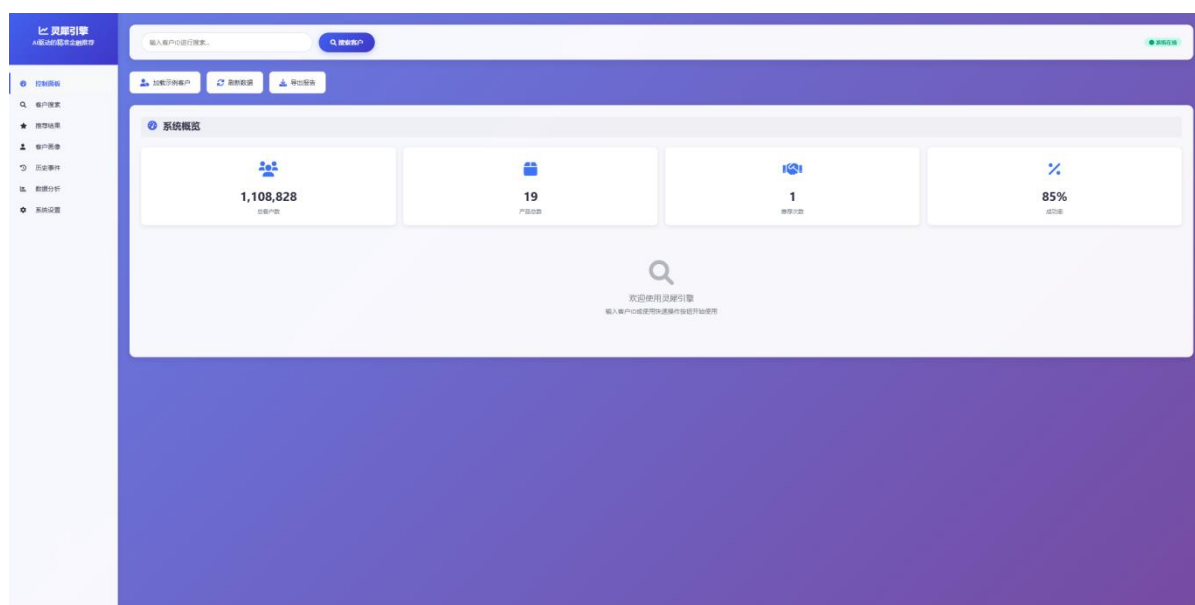 灵犀引擎
AI驱动的精准金融推荐
控制面板
客户搜索
推荐结果
客户画像
历史事件
数据分析
系统设置
输入客户ID进行搜索...
搜索客户
系统在线
加载示例客户
刷新数据
导出报告
系统概览
1,108,828
总客户数
19
产品总数
1
推荐次数
85%
成功率
欢迎使用灵犀引擎
输入客户ID或使用快速操作按钮开始使用